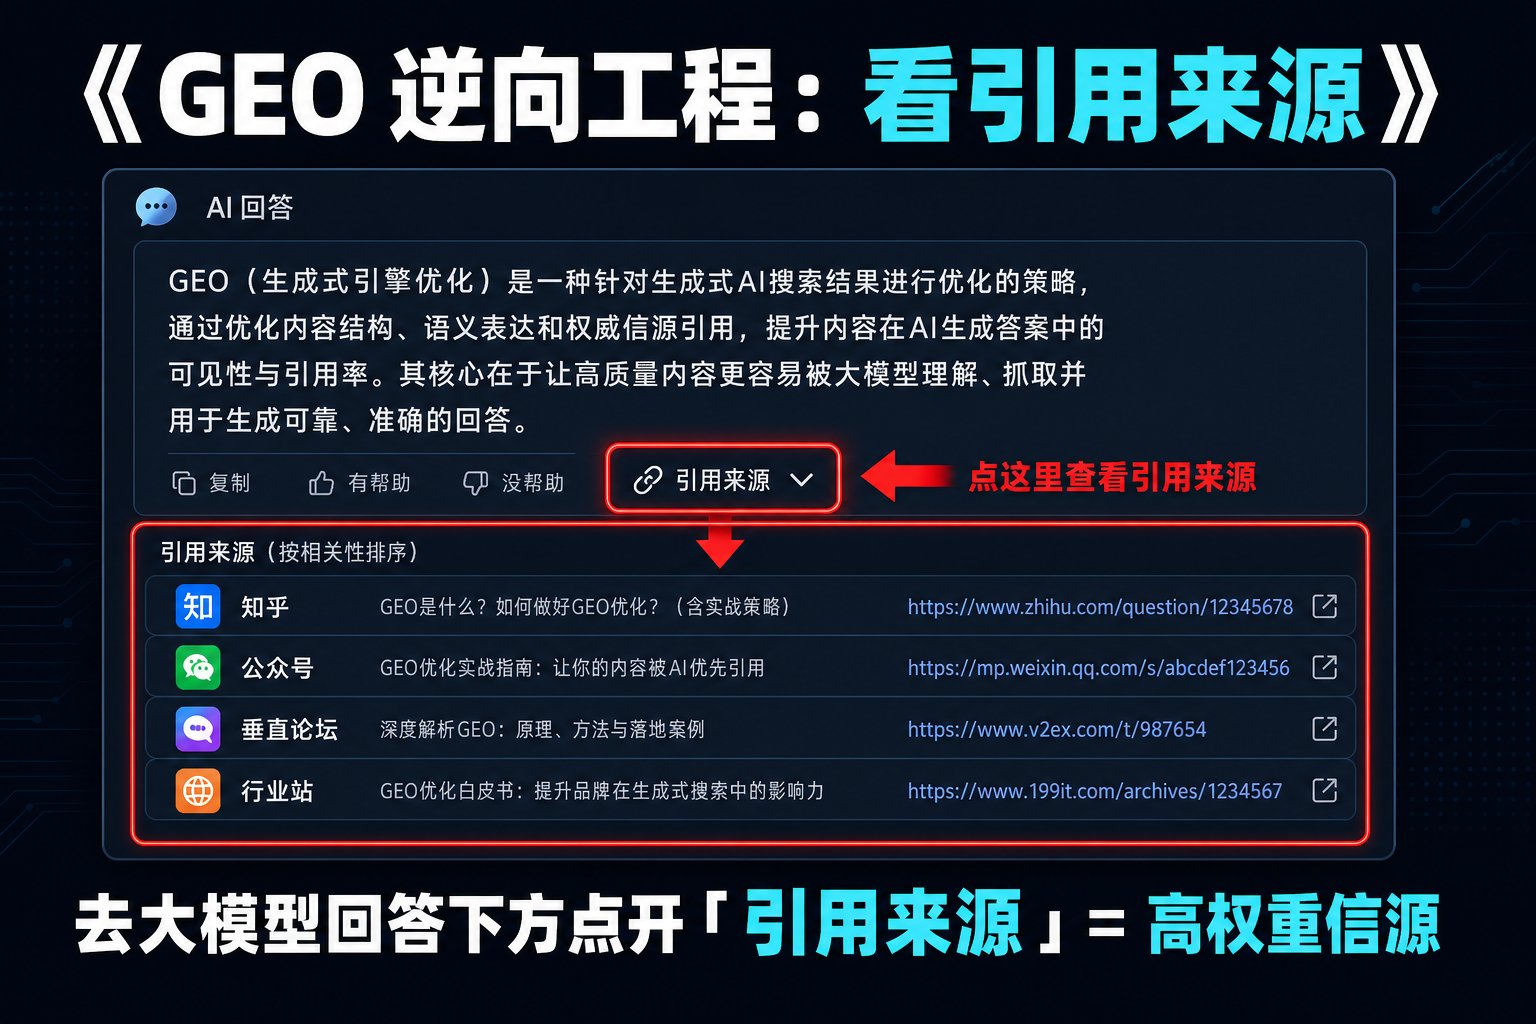 《GEO 逆向工程：看引用来源》
AI 回答
GEO（生成式引擎优化）是一种针对生成式AI搜索结果进行优化的策略，
通过优化内容结构、语义表达和权威信源引用，提升内容在AI生成答案中的
可见性与引用率。其核心在于让高质量内容更容易被大模型理解、抓取并
用于生成可靠、准确的回答。
复制 有帮助 没帮助 引用来源 点这里查看引用来源
引用来源（按相关性排序）
知 知乎 GEO是什么？如何做好GEO优化？（含实战策略） https://www.zhihu.com/question/12345678
公众号 GEO优化实战指南：让你的内容被AI优先引用 https://mp.weixin.qq.com/s/abcdef123456
垂直论坛 深度解析GEO：原理、方法与落地案例 https://www.v2ex.com/t/987654
行业站 GEO优化白皮书：提升品牌在生成式搜索中的影响力 https://www.199it.com/archives/1234567
去大模型回答下方点开「引用来源」= 高权重信源